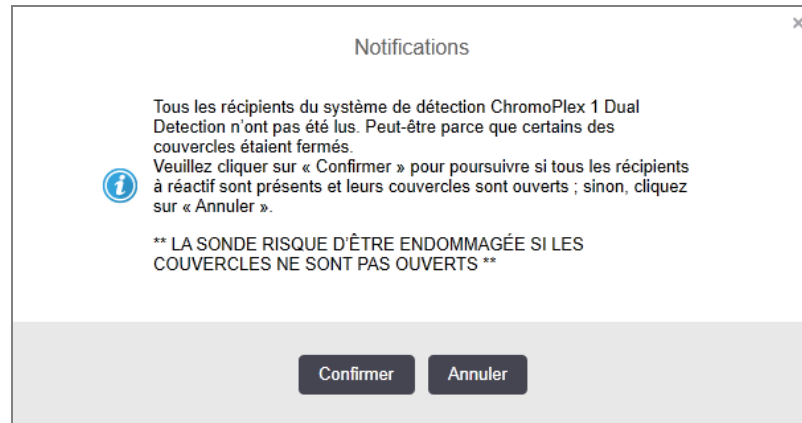 Notifications
Tous les récipients du système de détection ChromoPlex 1 Dual
Detection n'ont pas été lus. Peut-être parce que certains des
couvercles étaient fermés.
Veuillez cliquer sur « Confirmer » pour poursuivre si tous les récipients
à réactif sont présents et leurs couvercles sont ouverts ; sinon, cliquez
sur « Annuler ».
** LA SONDE RISQUE D'ÊTRE ENDOMMAGÉE SI LES
COUVERCLES NE SONT PAS OUVERTS **
Confirmer Annuler